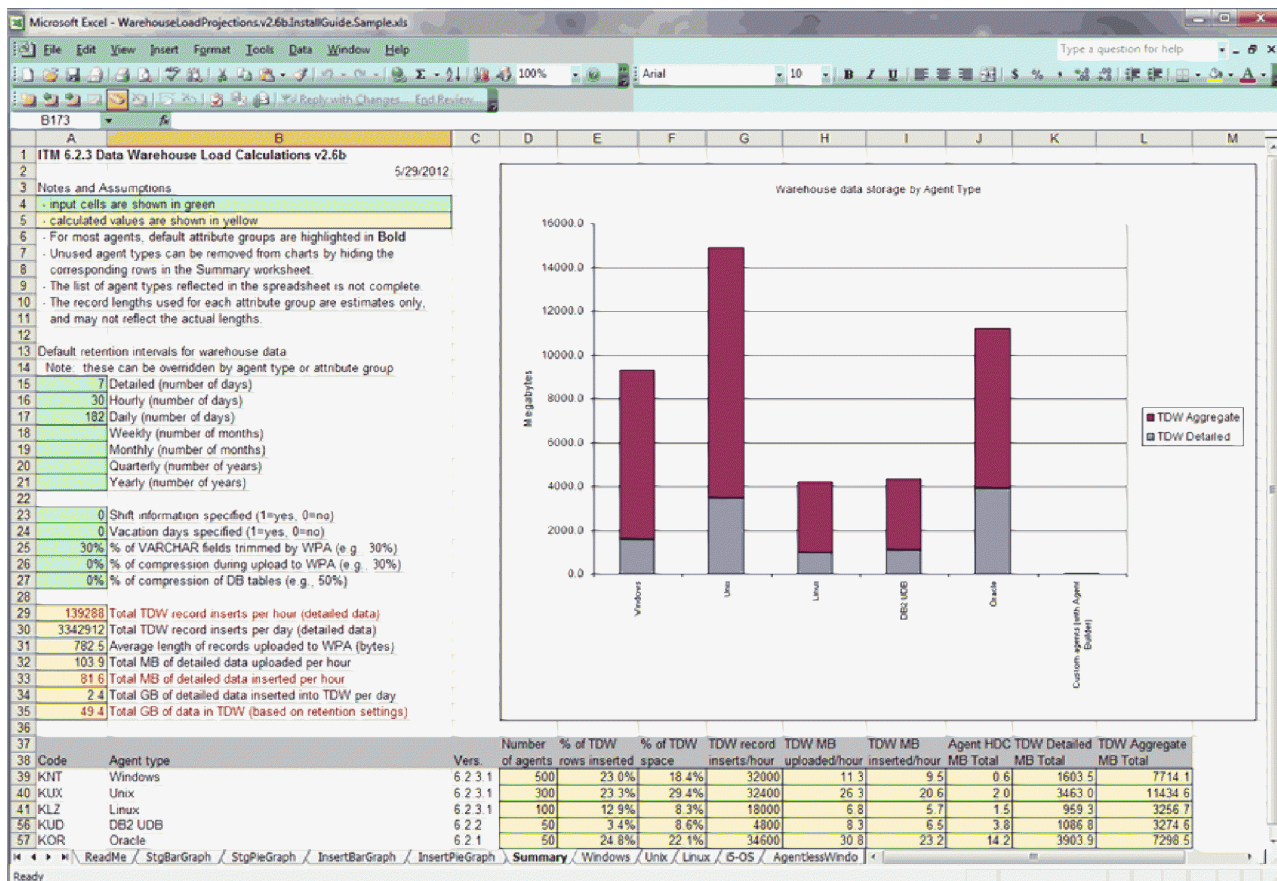 Microsoft Excel - WarehouseLoadProjections.v2.6b.InstallGuide.Sample.xls
File Edit View Insert Format Tools Data Window Help
Type a question for help
100% Arial 10 B I U $ % ,
Reply with Changes... End Review...
B173 fx
A B C D E F G H I J K L M
1 ITM 6.2.3 Data Warehouse Load Calculations v2.6b
2 5/29/2012
3 Notes and Assumptions
4 - input cells are shown in green
5 - calculated values are shown in yellow
6 - For most agents, default attribute groups are highlighted in Bold
7 - Unused agent types can be removed from charts by hiding the
8 corresponding rows in the Summary worksheet.
9 - The list of agent types reflected in the spreadsheet is not complete.
10 - The record lengths used for each attribute group are estimates only,
11 and may not reflect the actual lengths.
12
13 Default retention intervals for warehouse data
14 Note: these can be overridden by agent type or attribute group
15 7 Detailed (number of days)
16 30 Hourly (number of days)
17 182 Daily (number of days)
18 Weekly (number of months)
19 Monthly (number of months)
20 Quarterly (number of years)
21 Yearly (number of years)
22
23 0 Shift information specified (1=yes, 0=no)
24 0 Vacation days specified (1=yes, 0=no)
25 30% % of VARCHAR fields trimmed by WPA (e.g., 30%)
26 0% % of compression during upload to WPA (e.g., 30%)
27 0% % of compression of DB tables (e.g., 50%)
28
29 139288 Total TDW record inserts per hour (detailed data)
30 3342912 Total TDW record inserts per day (detailed data)
31 782.5 Average length of records uploaded to WPA (bytes)
32 103.9 Total MB of detailed data uploaded per hour
33 81.6 Total MB of detailed data inserted per hour
34 2.4 Total GB of detailed data inserted into TDW per day
35 49.4 Total GB of data in TDW (based on retention settings)
36
Warehouse data storage by Agent Type
Megabytes
16000.0
14000.0
12000.0
10000.0
8000.0
6000.0
4000.0
2000.0
0.0
Windows
Unix
Linux
DB2 UDB
Oracle
Custom agents (with Agent
Builder)
TDW Aggregate
TDW Detailed
37 Number % of TDW % of TDW TDW record TDW MB TDW MB Agent HDC TDW Detailed TDW Aggregate
38 Code Agent type Vers. of agents rows inserted space inserts/hour uploaded/hour inserted/hour MB Total MB Total MB Total
39 KNT Windows 6.2.3.1 500 23.0% 18.4% 32000 11.3 9.5 0.6 1603.5 7714.1
40 KUX Unix 6.2.3.1 300 23.3% 29.4% 32400 26.3 20.6 2.0 3463.0 11434.6
41 KLZ Linux 6.2.3.1 100 12.9% 8.3% 18000 6.8 5.7 1.5 959.3 3256.7
56 KUD DB2 UDB 6.2.2 50 3.4% 8.6% 4800 8.3 6.5 3.8 1086.8 3274.6
57 KOR Oracle 6.2.1 50 24.8% 22.1% 34600 30.8 23.2 14.2 3903.9 7298.5
ReadMe StgBarGraph StgPieGraph InsertBarGraph InsertPieGraph Summary Windows Unix Linux i5-OS AgentlessWindo
Ready